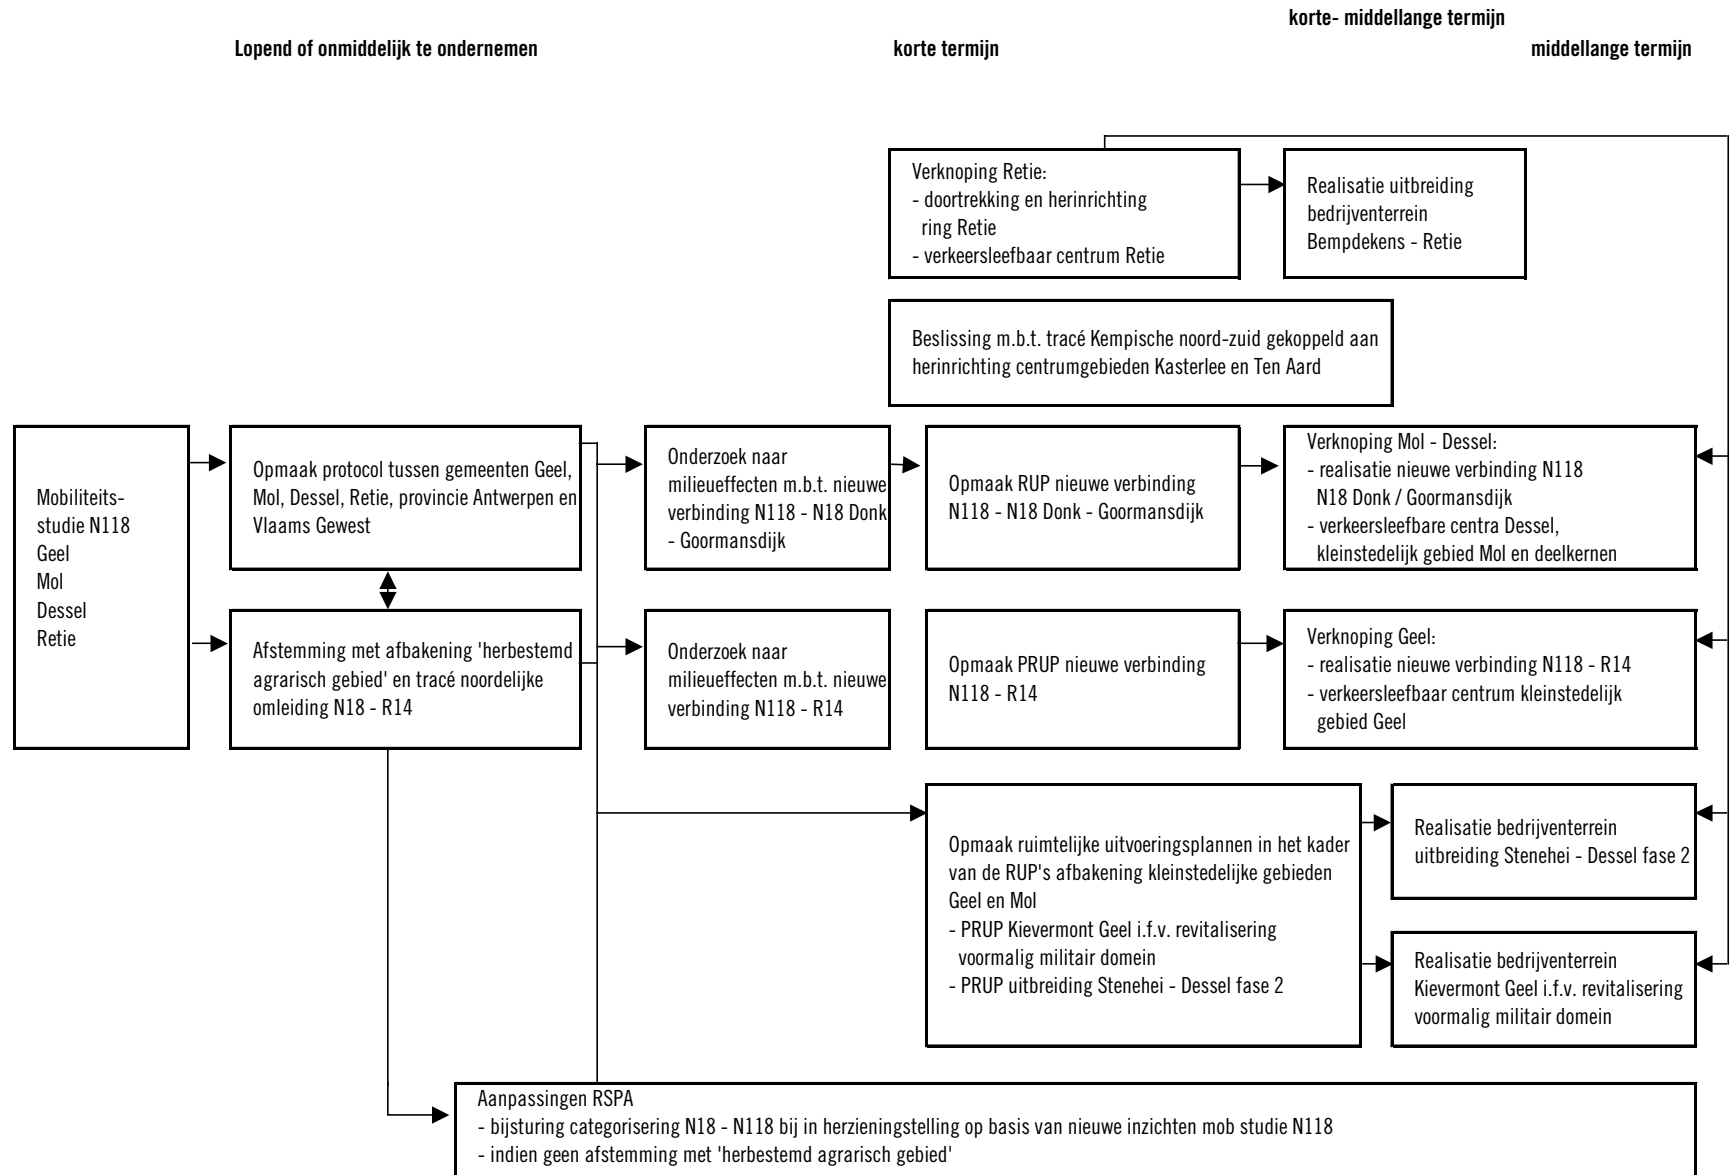 korte- middellange termijn
Lopend of onmiddelijk te ondernemen
korte termijn
middellange termijn
Verknoping Retie:
- doortrekking en herinrichting
ring Retie
- verkeersleefbaar centrum Retie
Realisatie uitbreiding
bedrijventerrein
Bempdekens - Retie
Beslissing m.b.t. tracé Kempische noord-zuid gekoppeld aan
herinrichting centrumgebieden Kasterlee en Ten Aard
Mobiliteits-
studie N118
Geel
Mol
Dessel
Retie
Opmaak protocol tussen gemeenten Geel,
Mol, Dessel, Retie, provincie Antwerpen en
Vlaams Gewest
Onderzoek naar
milieueffecten m.b.t. nieuwe
verbinding N118 - N18 Donk
- Goormansdijk
Opmaak RUP nieuwe verbinding
N118 - N18 Donk - Goormansdijk
Verknoping Mol - Dessel:
- realisatie nieuwe verbinding N118
N18 Donk / Goormansdijk
- verkeersleefbare centra Dessel,
kleinstedelijk gebied Mol en deelkernen
Afstemming met afbakening 'herbestemd
agrarisch gebied' en tracé noordelijke
omleiding N18 - R14
Onderzoek naar
milieueffecten m.b.t. nieuwe
verbinding N118 - R14
Opmaak PRUP nieuwe verbinding
N118 - R14
Verknoping Geel:
- realisatie nieuwe verbinding N118 - R14
- verkeersleefbaar centrum kleinstedelijk
gebied Geel
Opmaak ruimtelijke uitvoeringsplannen in het kader
van de RUP's afbakening kleinstedelijke gebieden
Geel en Mol
- PRUP Kievermont Geel i.f.v. revitalisering
voormalig militair domein
- PRUP uitbreiding Stenehei - Dessel fase 2
Realisatie bedrijventerrein
uitbreiding Stenehei - Dessel fase 2
Realisatie bedrijventerrein
Kievermont Geel i.f.v. revitalisering
voormalig militair domein
Aanpassingen RSPA
- bijsturing categorisering N18 - N118 bij in herzieningstelling op basis van nieuwe inzichten mob studie N118
- indien geen afstemming met 'herbestemd agrarisch gebied'